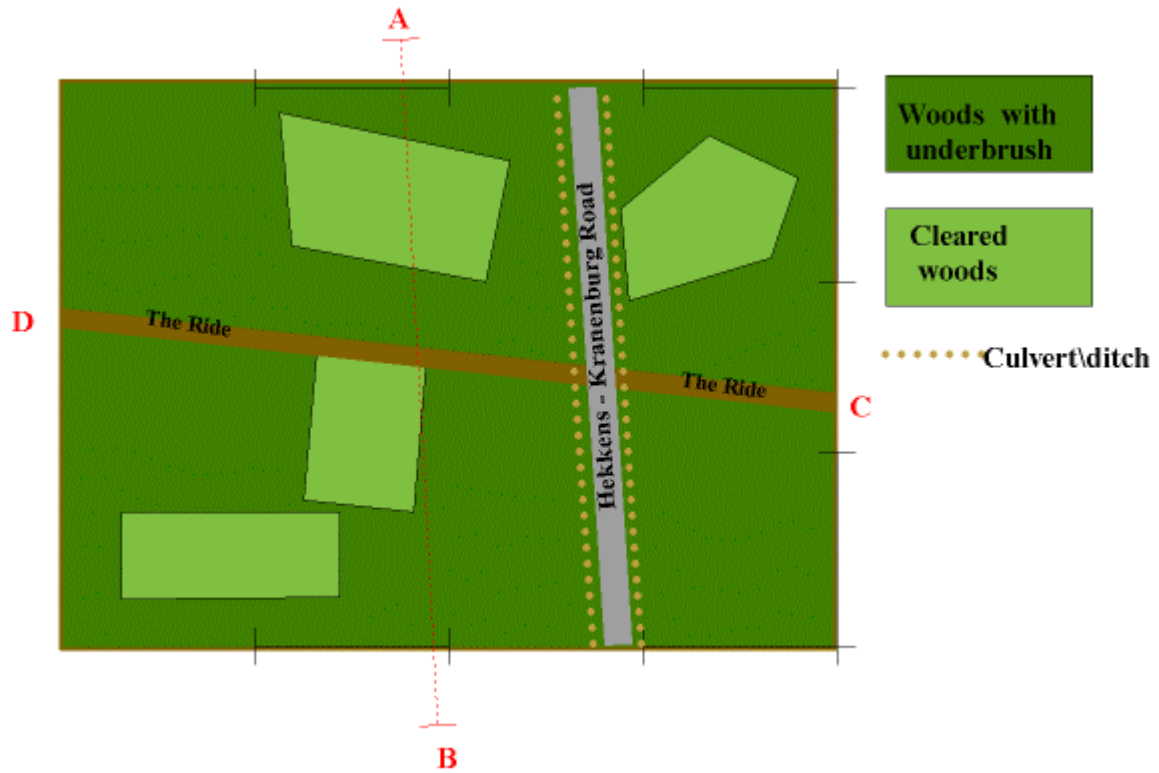 A
Woods with
underbrush
Cleared
woods
Hekkens - Kranenburg Road
D
The Ride
Culvert\ditch
The Ride
C
B